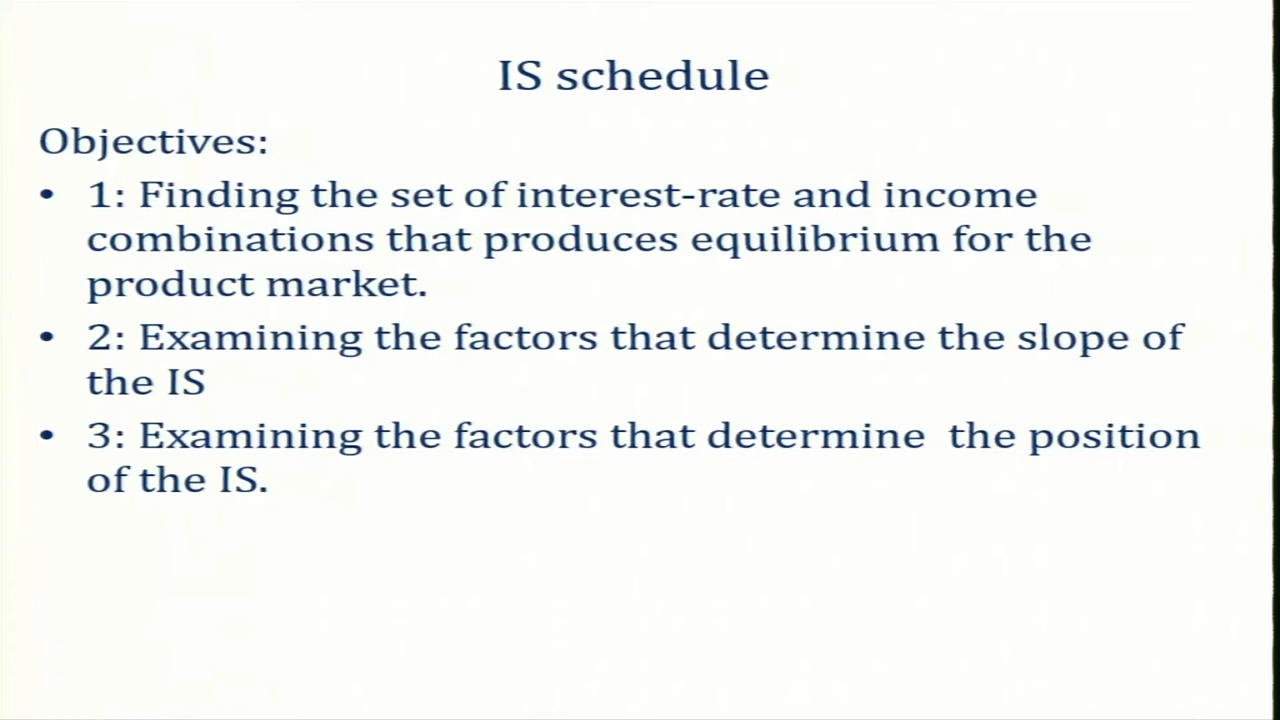 IS schedule
Objectives:
• 1: Finding the set of interest-rate and income
combinations that produces equilibrium for the
product market.
• 2: Examining the factors that determine the slope of
the IS
• 3: Examining the factors that determine  the position
of the IS.